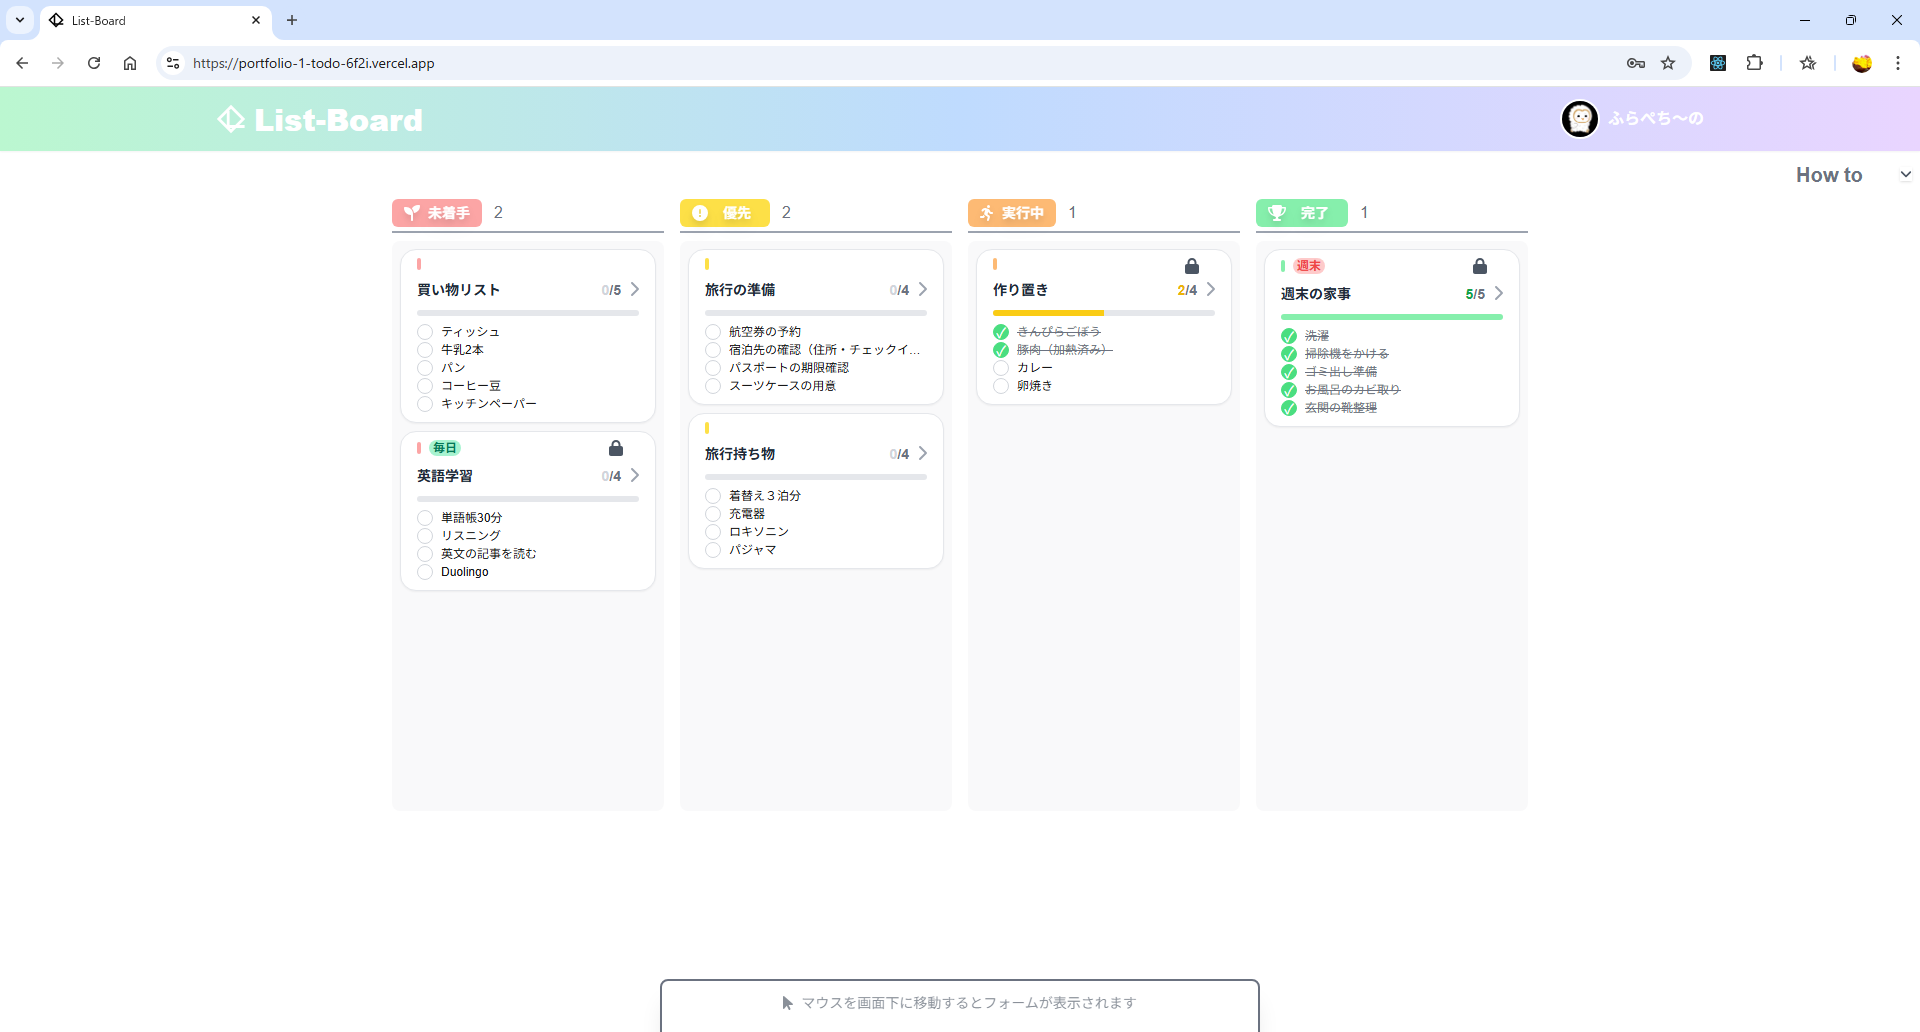 List-Board
https://portfolio-1-todo-6f2i.vercel.app
List-Board
ふらぺち～の
How to
未着手 2
買い物リスト 0/5
ティッシュ
牛乳2本
パン
コーヒー豆
キッチンペーパー
毎日
英語学習 0/4
単語帳30分
リスニング
英文の記事を読む
Duolingo
優先 2
旅行の準備 0/4
航空券の予約
宿泊先の確認（住所・チェックイ...
パスポートの期限確認
スーツケースの用意
旅行持ち物 0/4
着替え３泊分
充電器
ロキソニン
パジャマ
実行中 1
作り置き 2/4
きんぴらごぼう
豚肉（加熱済み）
カレー
卵焼き
完了 1
週末
週末の家事 5/5
洗濯
掃除機をかける
ゴミ出し準備
お風呂のカビ取り
玄関の靴整理
マウスを画面下に移動するとフォームが表示されます